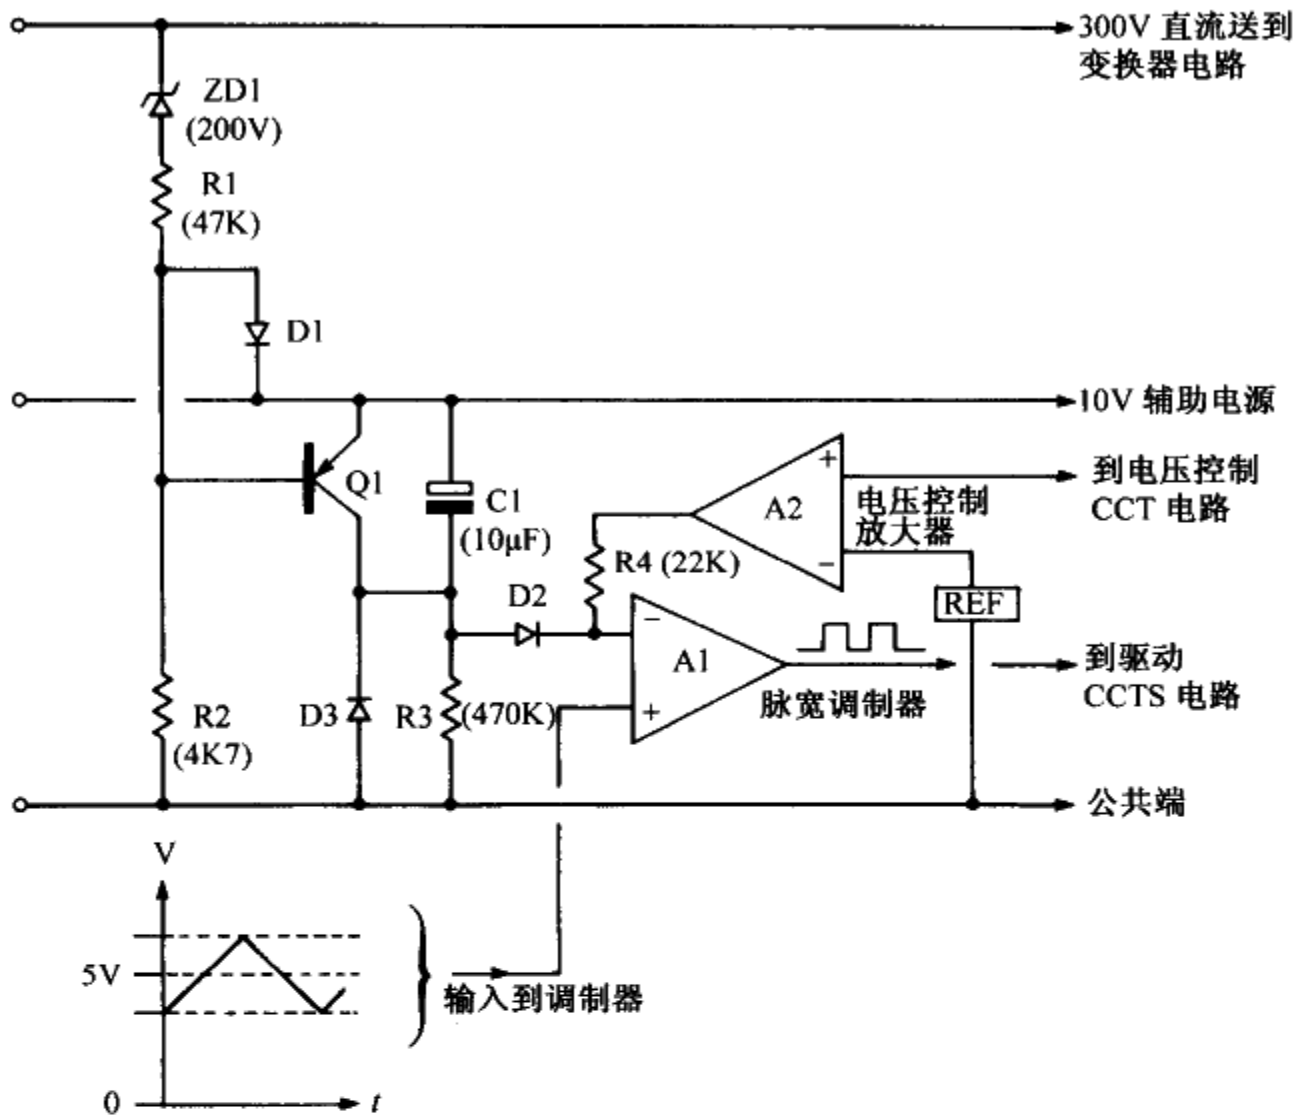 300V 直流送到
变换器电路
ZD1
(200V)
R1
(47K)
D1
10V 辅助电源
Q1
C1
(10μF)
A2
+
−
电压控制
放大器
到电压控制
CCT 电路
R4 (22K)
REF
D2
−
A1
+
脉宽调制器
到驱动
CCTS 电路
R2
(4K7)
D3
R3
(470K)
公共端
V
5V
0
t
输入到调制器